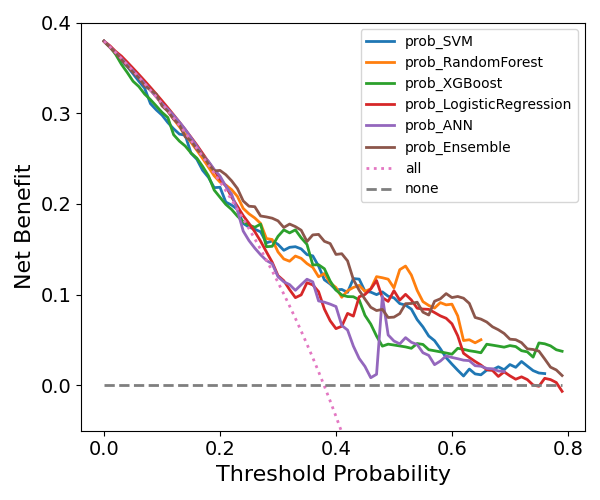 0.4
0.3
0.2
0.1
0.0
Net Benefit
prob_SVM
prob_RandomForest
prob_XGBoost
prob_LogisticRegression
prob_ANN
prob_Ensemble
all
none
0.0 0.2 0.4 0.6 0.8
Threshold Probability